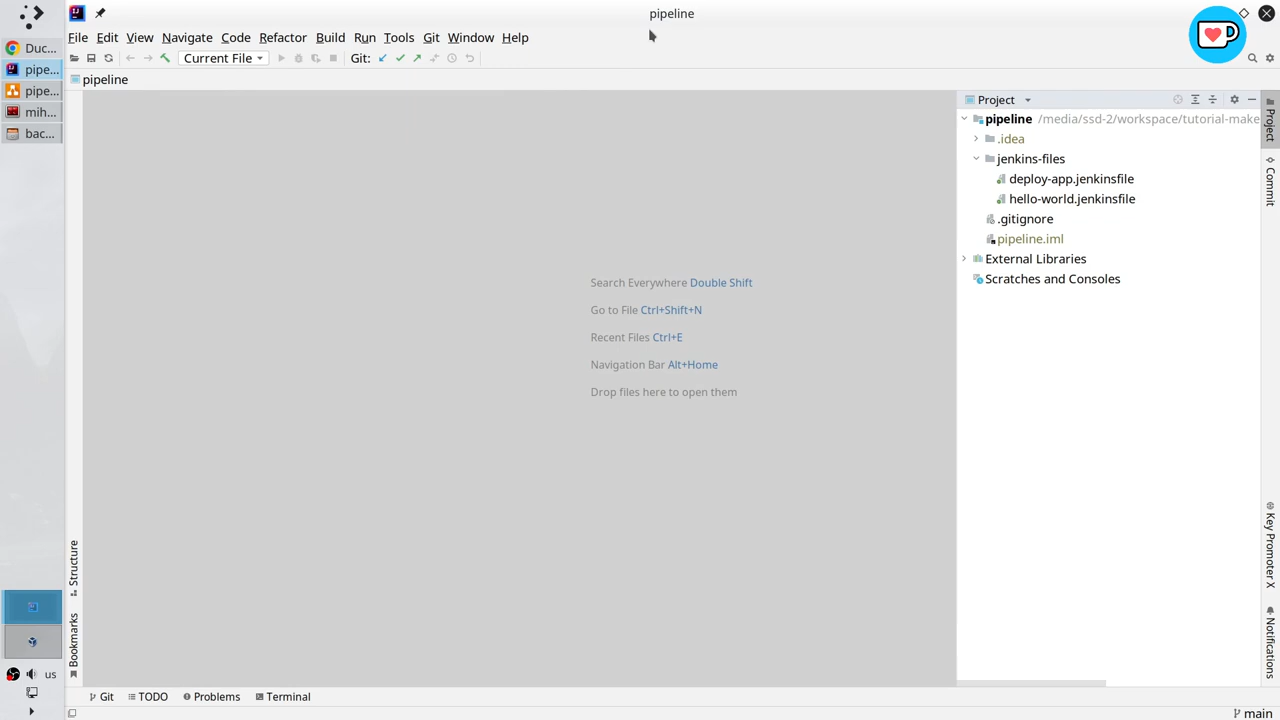 pipeline
File Edit View Navigate Code Refactor Build Run Tools Git Window Help
Current File Git:
pipeline
Duc...
pipe...
pipe...
mih...
bac...
us
Search Everywhere Double Shift
Go to File Ctrl+Shift+N
Recent Files Ctrl+E
Navigation Bar Alt+Home
Drop files here to open them
Project
pipeline /media/ssd-2/workspace/tutorial-make
.idea
jenkins-files
deploy-app.jenkinsfile
hello-world.jenkinsfile
.gitignore
pipeline.iml
External Libraries
Scratches and Consoles
Project
Commit
Key Promoter X
Notifications
Structure
Bookmarks
Git TODO Problems Terminal
main